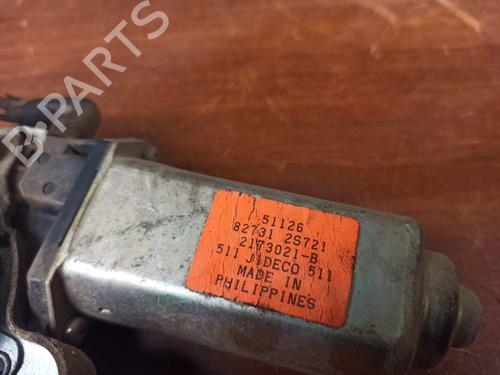 B-PARTS
51126
82731 2S721
2173021-B
511 JIDECO 511
MADE IN
PHILIPPINES